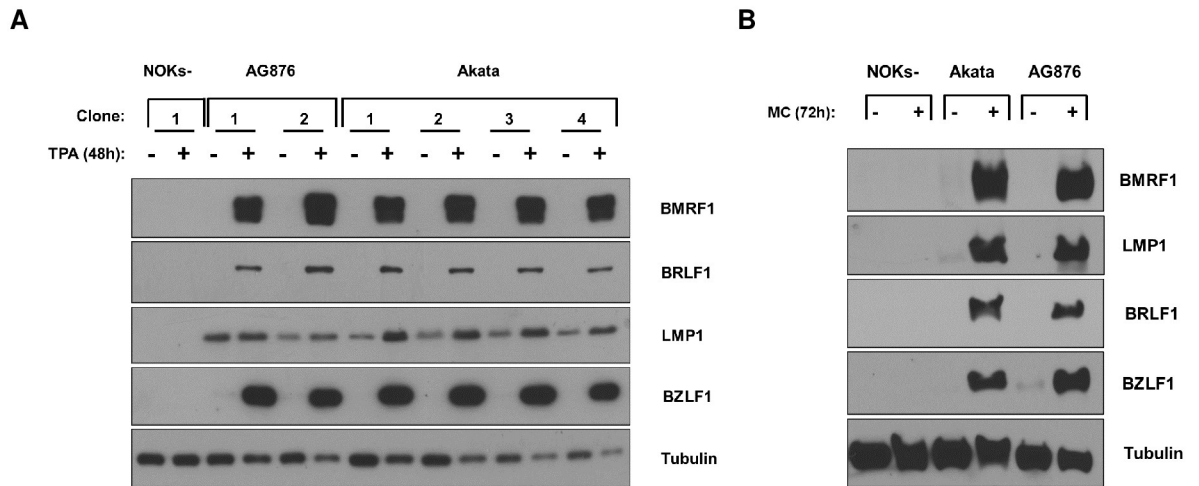 A
NOKs- AG876 Akata
Clone: 1 1 2 1 2 3 4
TPA (48h): - + - + - + - + - + - + - +
BMRF1
BRLF1
LMP1
BZLF1
Tubulin
B
NOKs- Akata AG876
MC (72h): - + - + - +
BMRF1
LMP1
BRLF1
BZLF1
Tubulin